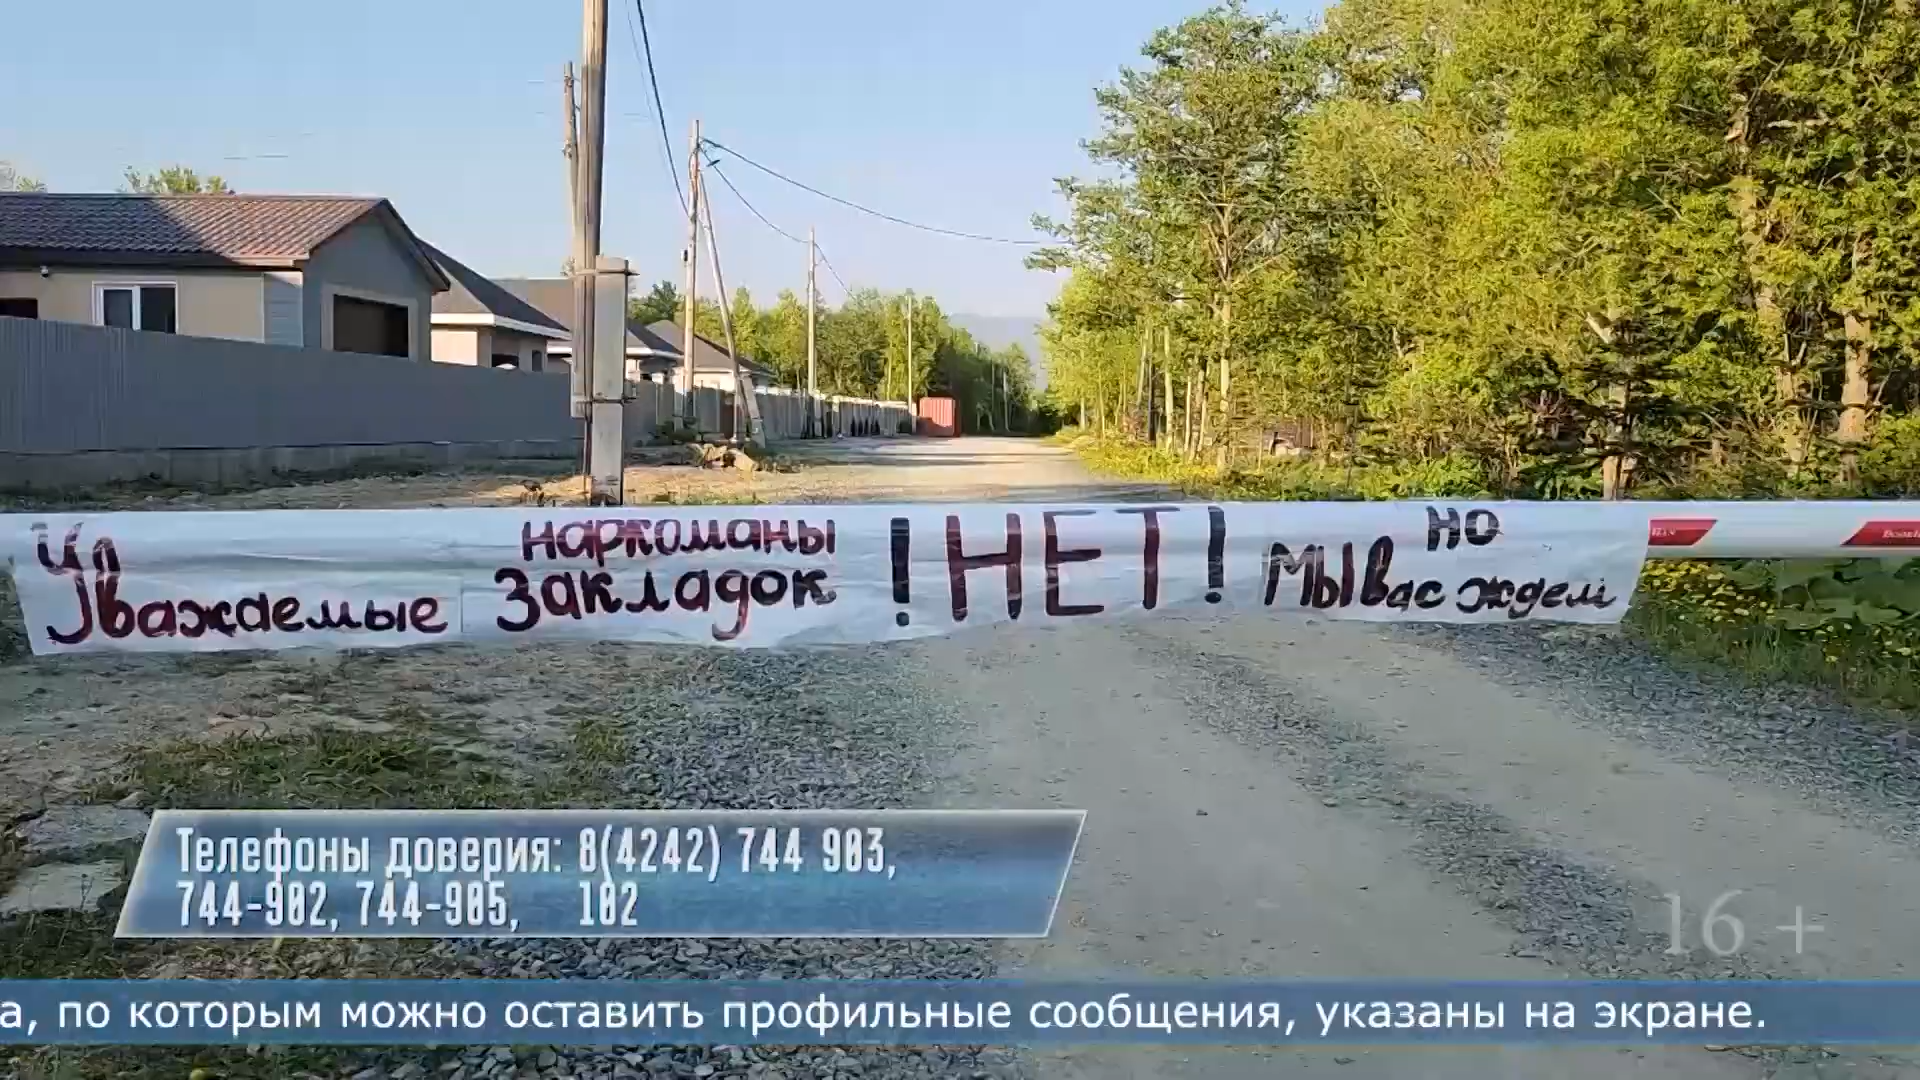 Уважаемые наркоманы
закладок ! НЕТ!
но
мы вас ждем
Телефоны доверия: 8(4242) 744 903,
744-902, 744-905, 102
16 +
а, по которым можно оставить профильные сообщения, указаны на экране.